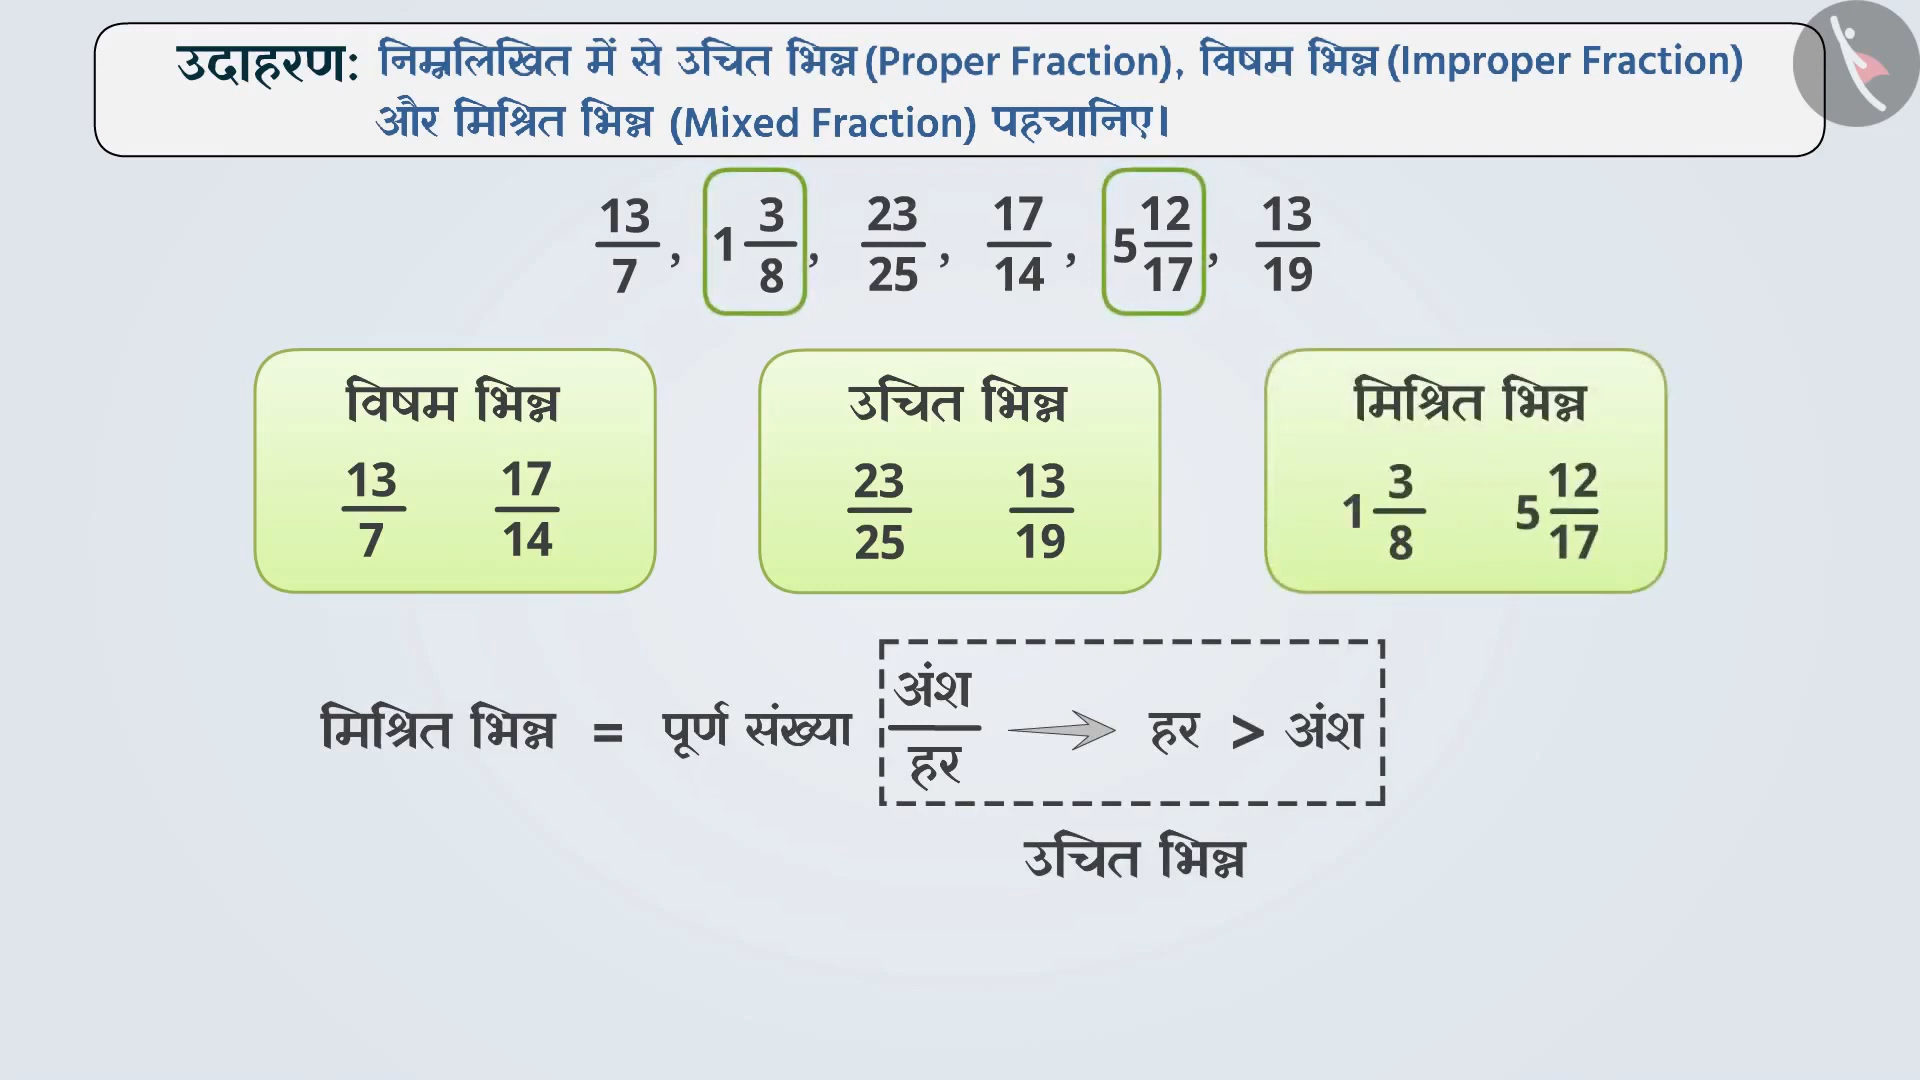 उदाहरण: निम्नलिखित में से उचित भिन्न (Proper Fraction), विषम भिन्न (Improper Fraction)
और मिश्रित भिन्न (Mixed Fraction) पहचानिए।
13/7, 1 3/8, 23/25, 17/14, 5 12/17, 13/19
विषम भिन्न
13/7 17/14
उचित भिन्न
23/25 13/19
मिश्रित भिन्न
1 3/8 5 12/17
मिश्रित भिन्न = पूर्ण संख्या अंश/हर → हर > अंश
उचित भिन्न